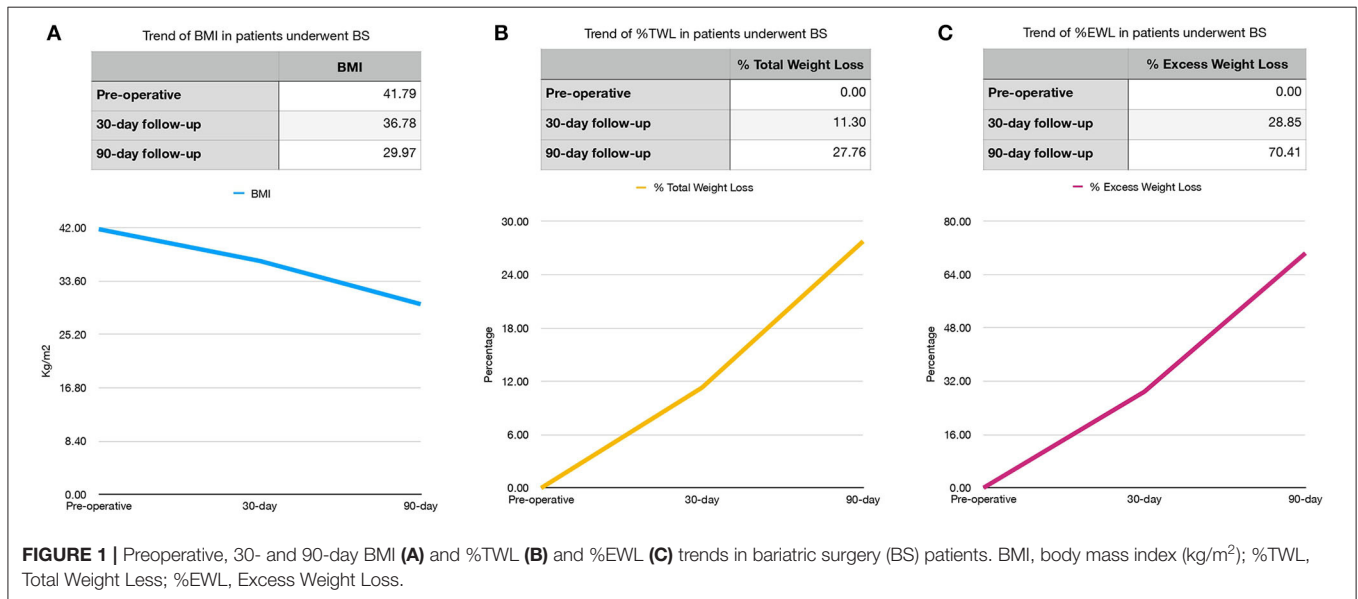 A
Trend of BMI in patients underwent BS
BMI
Pre-operative 41.79
30-day follow-up 36.78
90-day follow-up 29.97
BMI
42.00
33.60
25.20
16.80
8.40
0.00
Kg/m2
Pre-operative 30-day 90-day
B
Trend of %TWL in patients underwent BS
% Total Weight Loss
Pre-operative 0.00
30-day follow-up 11.30
90-day follow-up 27.76
% Total Weight Loss
30.00
24.00
18.00
12.00
6.00
0.00
Percentage
Pre-operative 30-day 90-day
C
Trend of %EWL in patients underwent BS
% Excess Weight Loss
Pre-operative 0.00
30-day follow-up 28.85
90-day follow-up 70.41
% Excess Weight Loss
80.00
64.00
48.00
32.00
16.00
0.00
Percentage
Pre-operative 30-day 90-day
FIGURE 1 | Preoperative, 30- and 90-day BMI (A) and %TWL (B) and %EWL (C) trends in bariatric surgery (BS) patients. BMI, body mass index (kg/m²); %TWL,
Total Weight Less; %EWL, Excess Weight Loss.